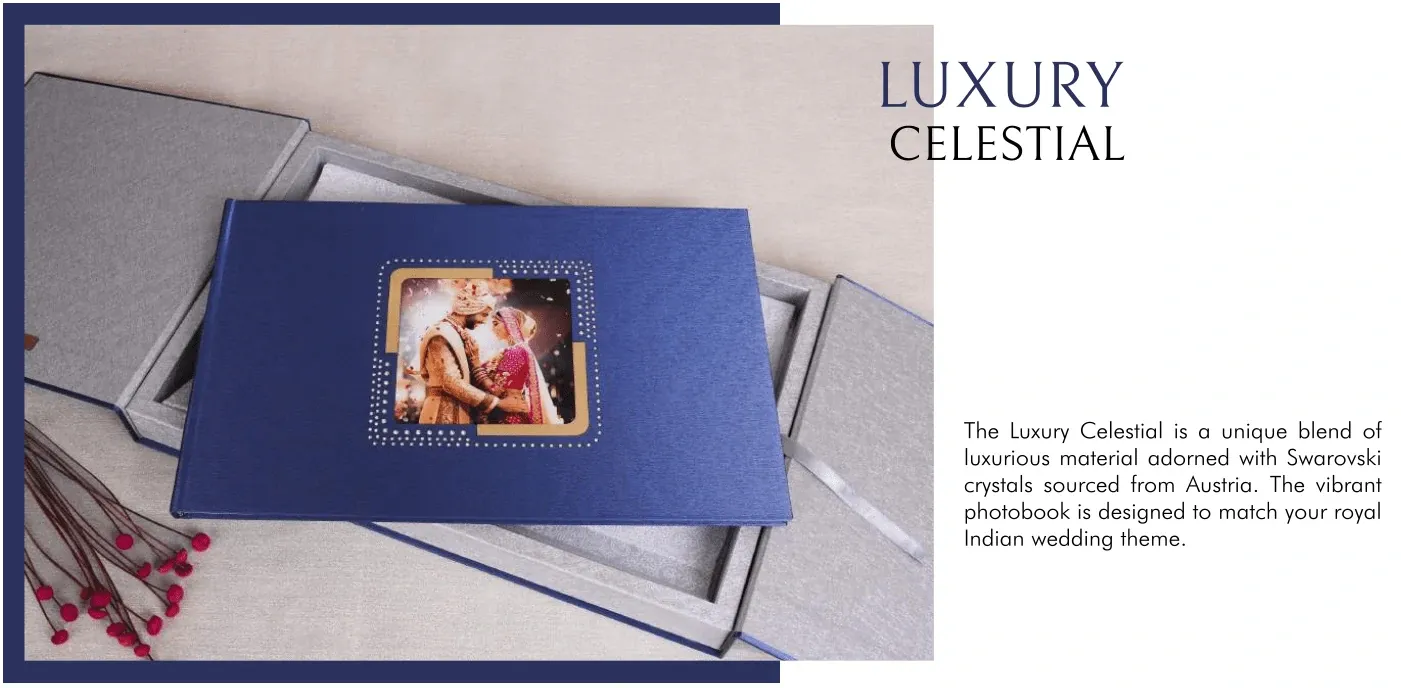 LUXURY
CELESTIAL
The Luxury Celestial is a unique blend of
luxurious material adorned with Swarovski
crystals sourced from Austria. The vibrant
photobook is designed to match your royal
Indian wedding theme.